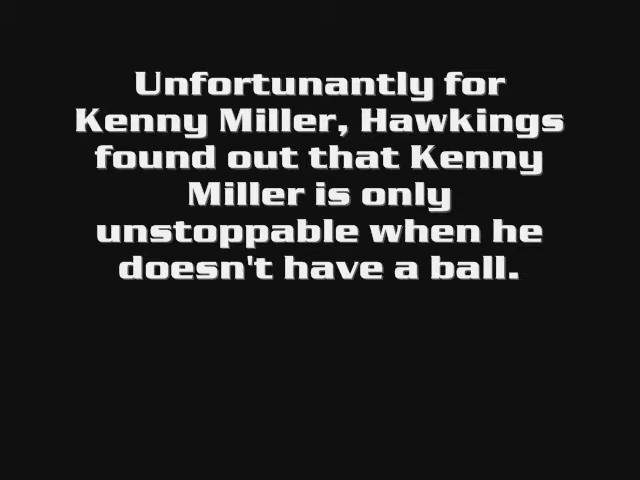 Unfortunantly for
Kenny Miller, Hawkings
found out that Kenny
Miller is only
unstoppable when he
doesn't have a ball.